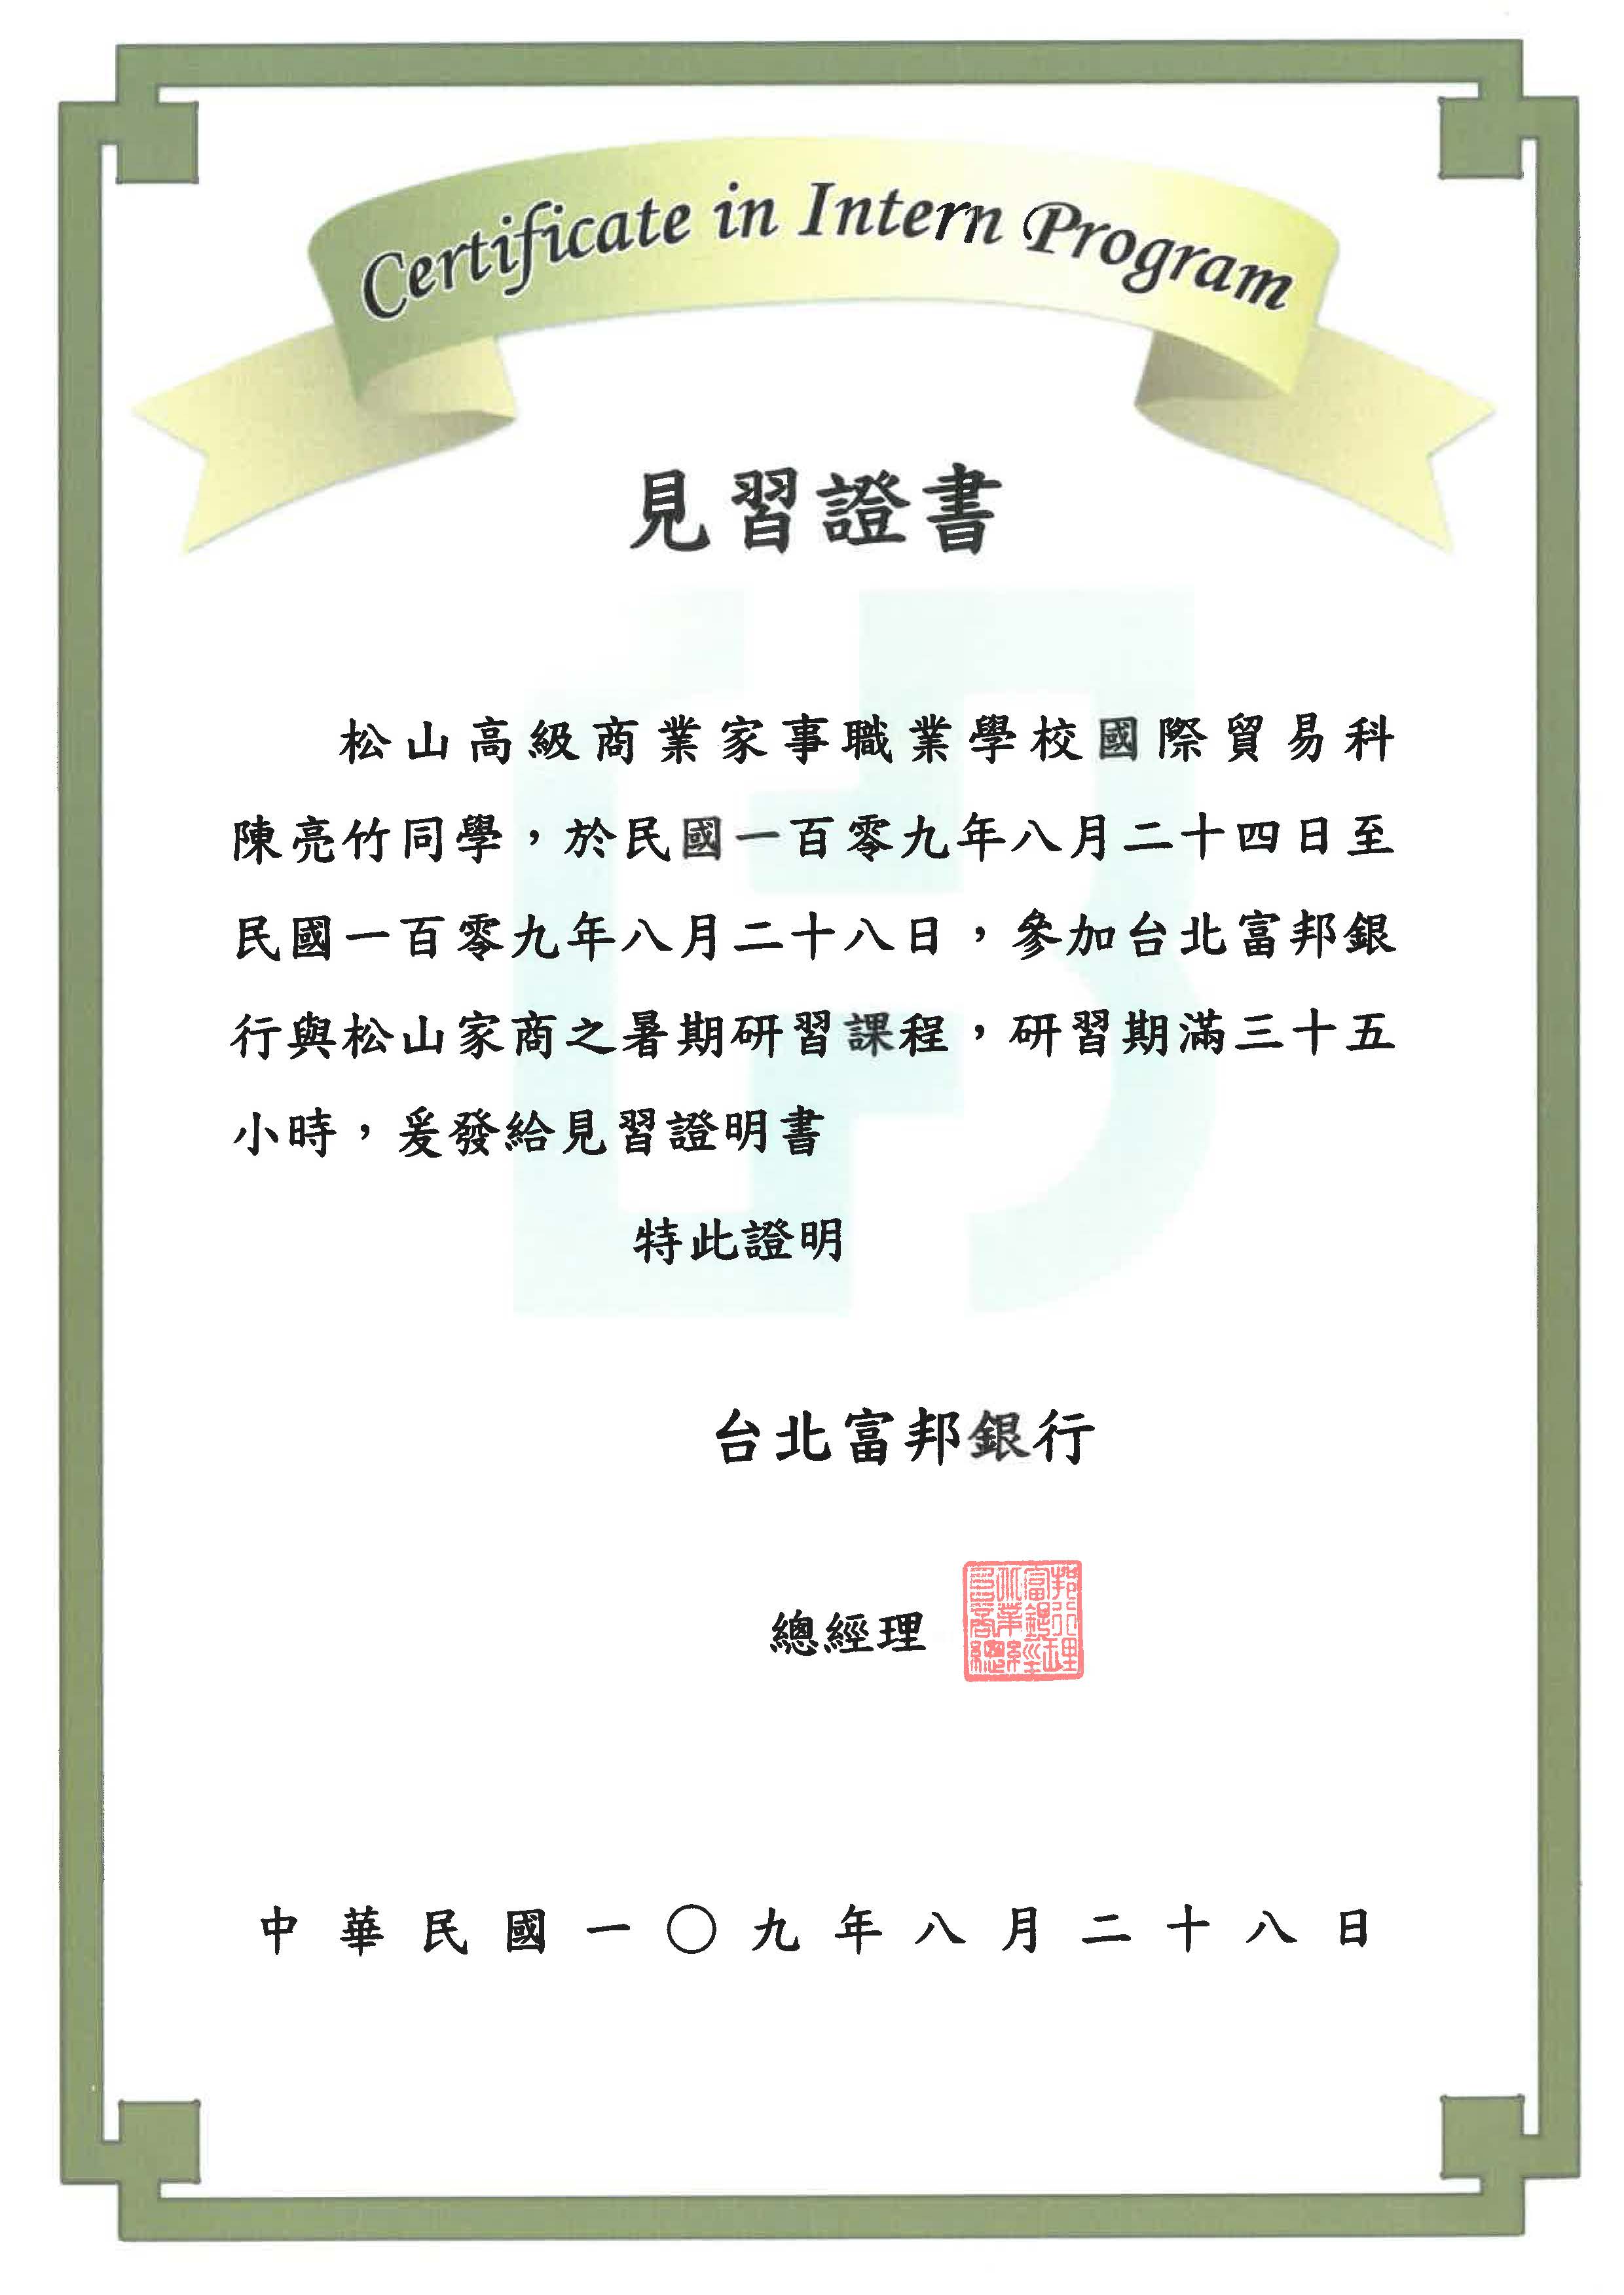 Certificate in Intern Program
見習證書
松山高級商業家事職業學校國際貿易科
陳亮竹同學，於民國一百零九年八月二十四日至
民國一百零九年八月二十八日，參加台北富邦銀
行與松山家商之暑期研習課程，研習期滿三十五
小時，爰發給見習證明書
特此證明
台北富邦銀行
總經理
中華民國一〇九年八月二十八日